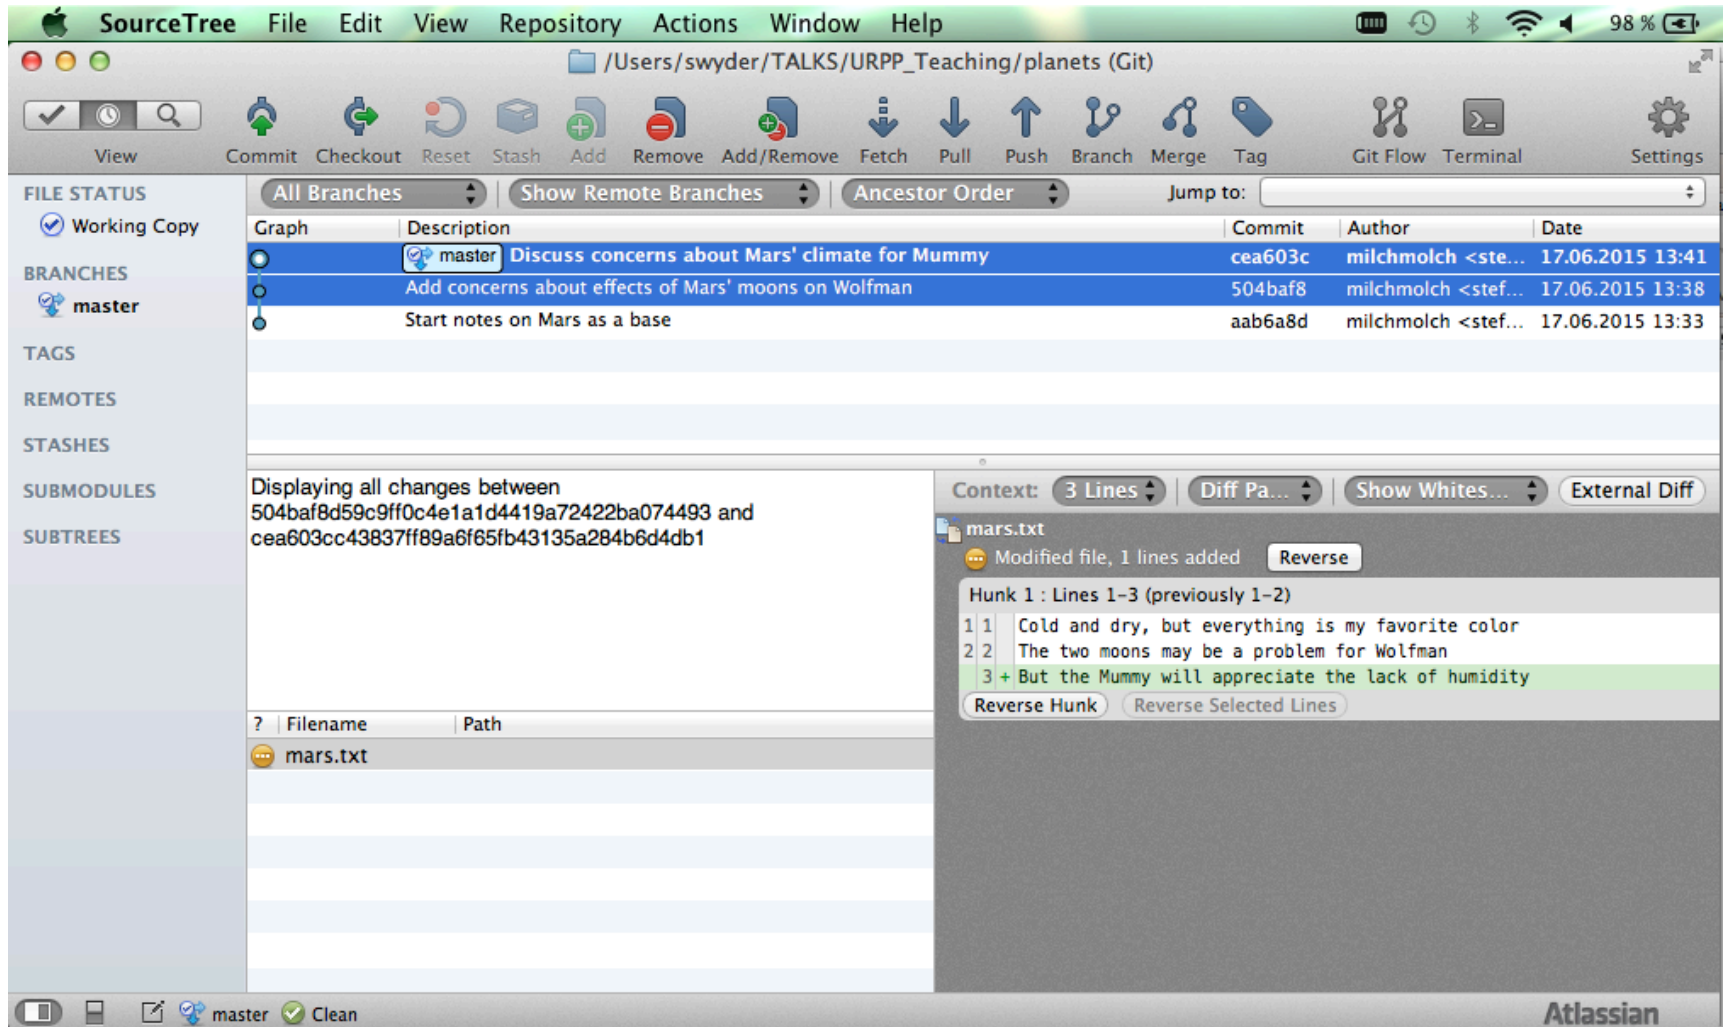 SourceTree File Edit View Repository Actions Window Help 98 %
/Users/swyder/TALKS/URPP_Teaching/planets (Git)
View Commit Checkout Reset Stash Add Remove Add/Remove Fetch Pull Push Branch Merge Tag Git Flow Terminal Settings
FILE STATUS
Working Copy
BRANCHES
master
TAGS
REMOTES
STASHES
SUBMODULES
SUBTREES
All Branches Show Remote Branches Ancestor Order Jump to:
Graph Description Commit Author Date
master Discuss concerns about Mars' climate for Mummy cea603c milchmolch <ste... 17.06.2015 13:41
Add concerns about effects of Mars' moons on Wolfman 504baf8 milchmolch <stef... 17.06.2015 13:38
Start notes on Mars as a base aab6a8d milchmolch <stef... 17.06.2015 13:33
Displaying all changes between
504baf8d59c9ff0c4e1a1d4419a72422ba074493 and
cea603cc43837ff89a6f65fb43135a284b6d4db1
? Filename Path
mars.txt
Context: 3 Lines Diff Pa... Show Whites... External Diff
mars.txt
Modified file, 1 lines added Reverse
Hunk 1 : Lines 1-3 (previously 1-2)
1 1 Cold and dry, but everything is my favorite color
2 2 The two moons may be a problem for Wolfman
3 + But the Mummy will appreciate the lack of humidity
Reverse Hunk Reverse Selected Lines
master Clean Atlassian